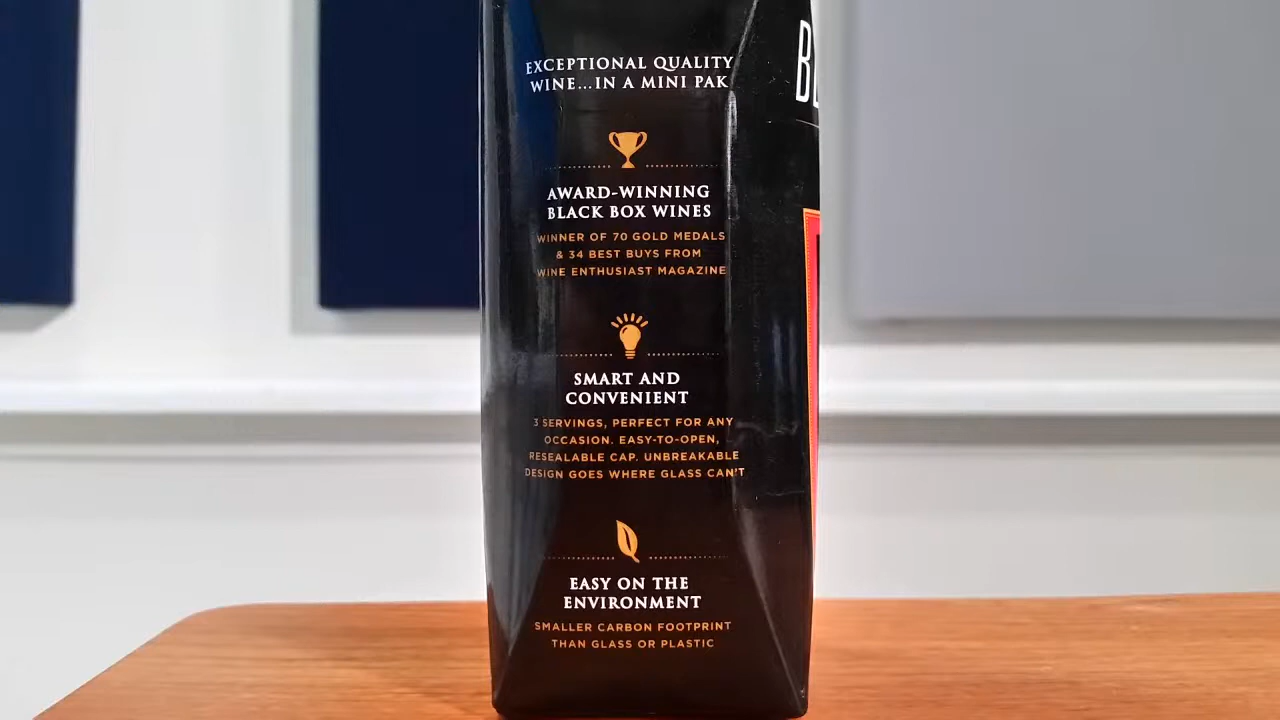 EXCEPTIONAL QUALITY
WINE...IN A MINI PAK
AWARD-WINNING
BLACK BOX WINES
WINNER OF 70 GOLD MEDALS
& 34 BEST BUYS FROM
WINE ENTHUSIAST MAGAZINE
SMART AND
CONVENIENT
3 SERVINGS, PERFECT FOR ANY
OCCASION. EASY-TO-OPEN,
RESEALABLE CAP. UNBREAKABLE
DESIGN GOES WHERE GLASS CAN'T
EASY ON THE
ENVIRONMENT
SMALLER CARBON FOOTPRINT
THAN GLASS OR PLASTIC